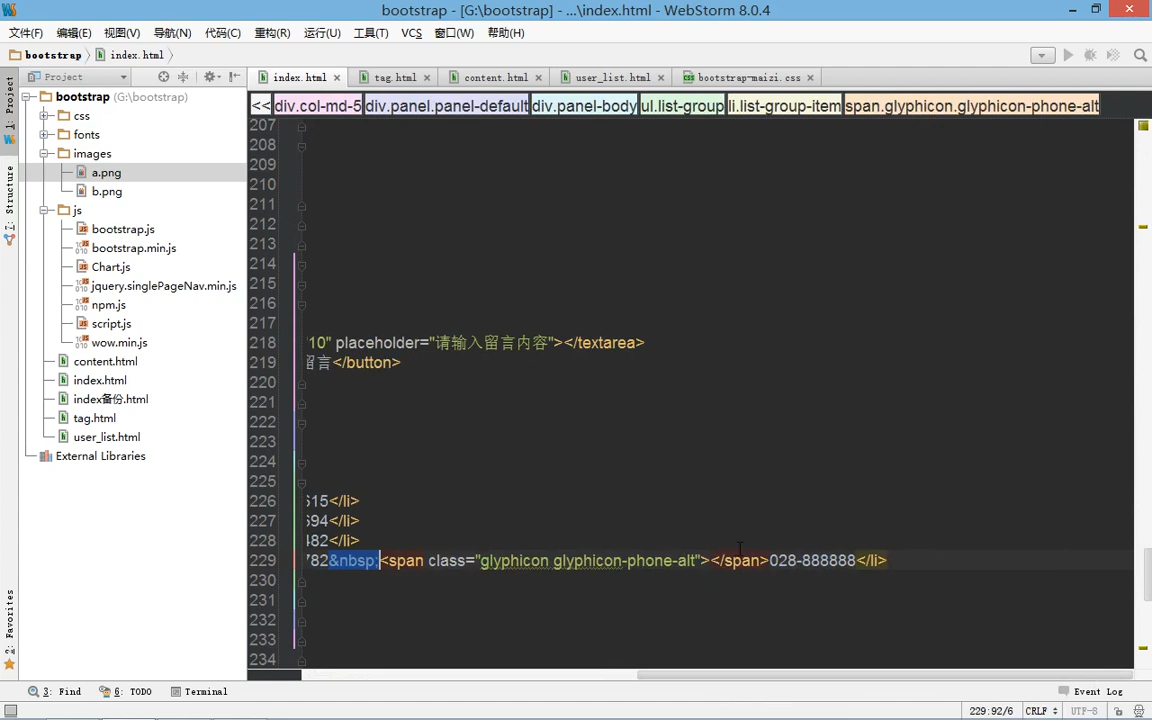 bootstrap - [G:\bootstrap] - ...\index.html - WebStorm 8.0.4
文件(F) 编辑(E) 视图(V) 导航(N) 代码(C) 重构(R) 运行(U) 工具(T) VCS 窗口(W) 帮助(H)
bootstrap index.html
Project
index.html tag.html content.html user_list.html bootstrap-maizi.css
<< div.col-md-5 div.panel.panel-default div.panel-body ul.list-group li.list-group-item span.glyphicon.glyphicon-phone-alt
1: Project
7: Structure
2: Favorites
bootstrap (G:\bootstrap)
css
fonts
images
a.png
b.png
js
bootstrap.js
bootstrap.min.js
Chart.js
jquery.singlePageNav.min.js
npm.js
script.js
wow.min.js
content.html
index.html
index备份.html
tag.html
user_list.html
External Libraries
207
208
209
210
211
212
213
214
215
216
217
218 '10" placeholder="请输入留言内容"></textarea>
219 留言</button>
220
221
222
223
224
225
226 615</li>
227 694</li>
228 482</li>
229 782&nbsp;<span class="glyphicon glyphicon-phone-alt"></span>028-888888</li>
230
231
232
233
234
3: Find 6: TODO Terminal Event Log
229:92/6 CRLF UTF-8